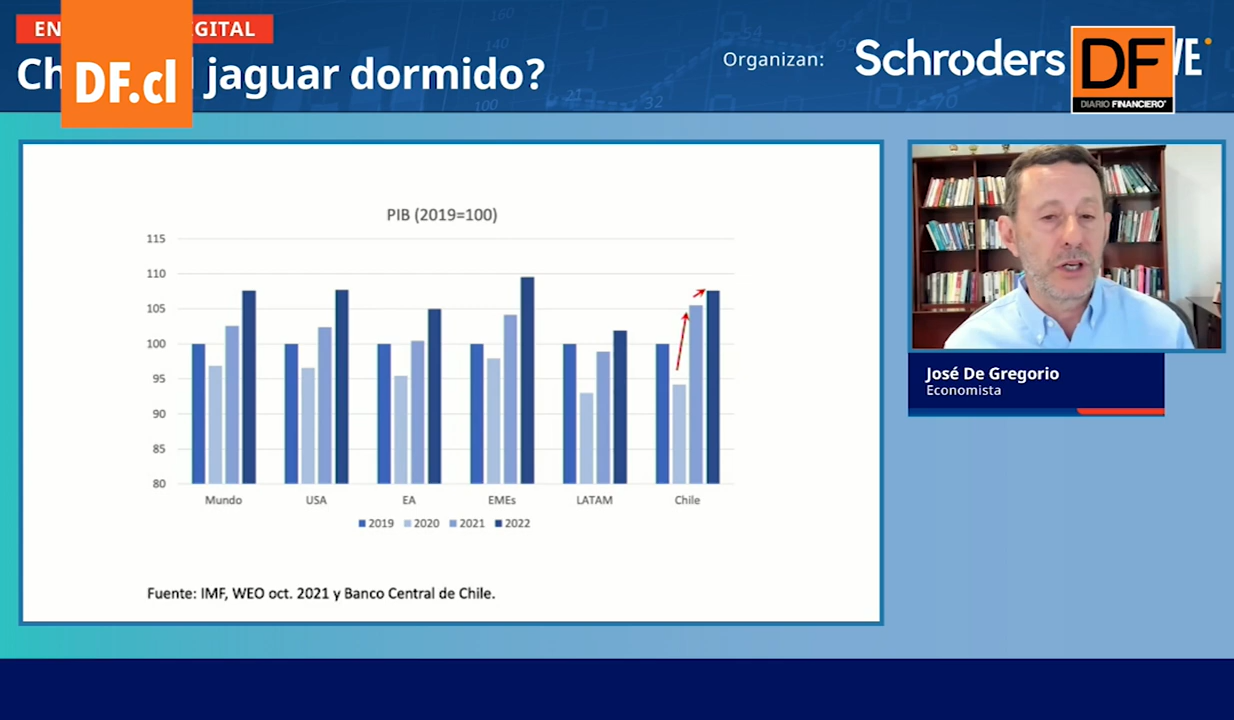 EN
EGITAL
DF.cl
Ch
jaguar dormido?
Organizan:
Schroders
DF
DIARIO FINANCIERO
PIB (2019=100)
115
110
105
100
95
90
85
80
Mundo USA EA EMEs LATAM Chile
2019 2020 2021 2022
Fuente: IMF, WEO oct. 2021 y Banco Central de Chile.
José De Gregorio
Economista